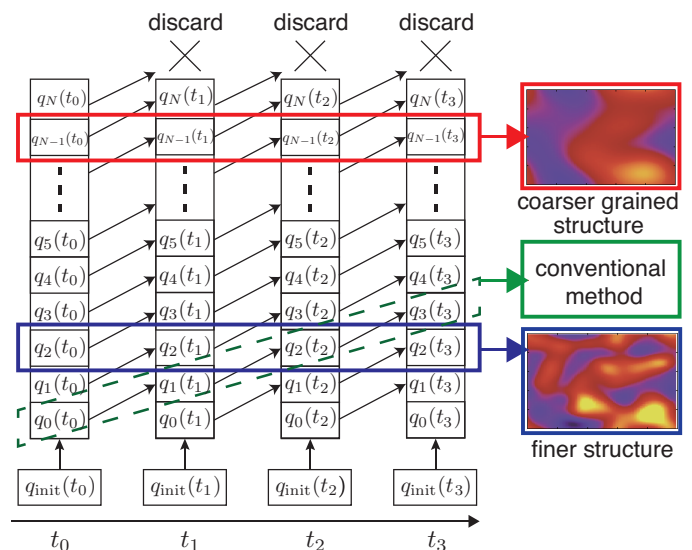 discard discard discard
q_N(t_0) q_N(t_1) q_N(t_2) q_N(t_3)
q_{N-1}(t_0) q_{N-1}(t_1) q_{N-1}(t_2) q_{N-1}(t_3)
coarser grained
structure
q_5(t_0) q_5(t_1) q_5(t_2) q_5(t_3)
q_4(t_0) q_4(t_1) q_4(t_2) q_4(t_3)
conventional
method
q_3(t_0) q_3(t_1) q_3(t_2) q_3(t_3)
q_2(t_0) q_2(t_1) q_2(t_2) q_2(t_3)
q_1(t_0) q_1(t_1) q_1(t_2) q_1(t_3)
q_0(t_0) q_0(t_1) q_0(t_2) q_0(t_3)
finer structure
q_init(t_0) q_init(t_1) q_init(t_2) q_init(t_3)
t_0 t_1 t_2 t_3